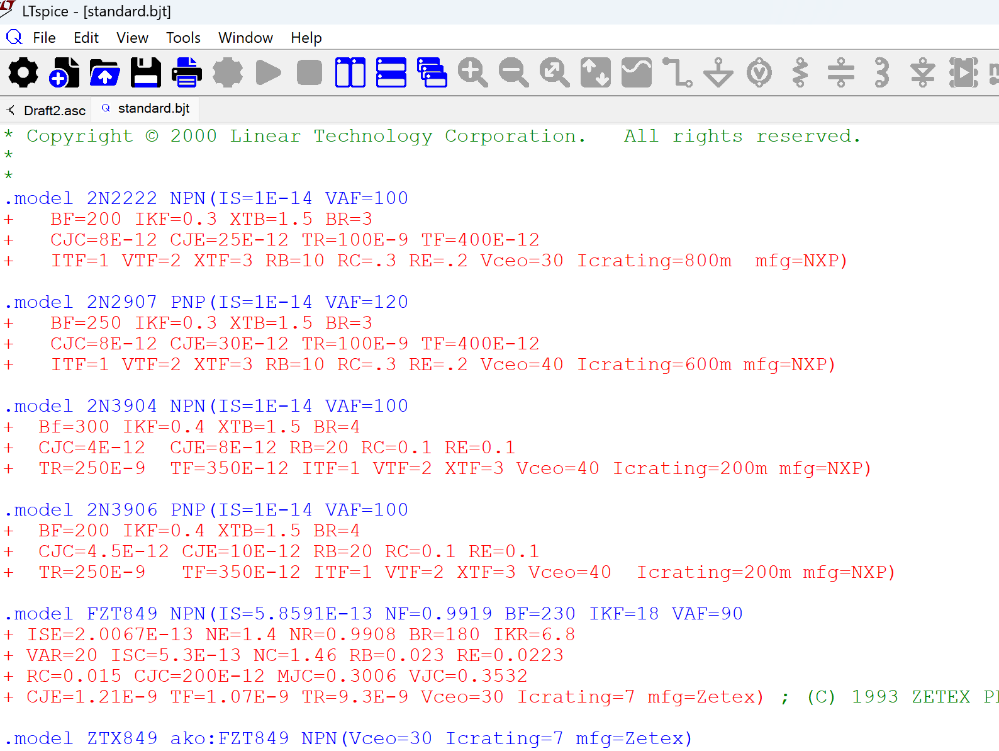 LTspice - [standard.bjt]
File Edit View Tools Window Help
Draft2.asc standard.bjt
* Copyright © 2000 Linear Technology Corporation.   All rights reserved.
*
*
.model 2N2222 NPN(IS=1E-14 VAF=100
+   BF=200 IKF=0.3 XTB=1.5 BR=3
+   CJC=8E-12 CJE=25E-12 TR=100E-9 TF=400E-12
+   ITF=1 VTF=2 XTF=3 RB=10 RC=.3 RE=.2 Vceo=30 Icrating=800m  mfg=NXP)
.model 2N2907 PNP(IS=1E-14 VAF=120
+   BF=250 IKF=0.3 XTB=1.5 BR=3
+   CJC=8E-12 CJE=30E-12 TR=100E-9 TF=400E-12
+   ITF=1 VTF=2 XTF=3 RB=10 RC=.3 RE=.2 Vceo=40 Icrating=600m mfg=NXP)
.model 2N3904 NPN(IS=1E-14 VAF=100
+  Bf=300 IKF=0.4 XTB=1.5 BR=4
+  CJC=4E-12  CJE=8E-12 RB=20 RC=0.1 RE=0.1
+  TR=250E-9  TF=350E-12 ITF=1 VTF=2 XTF=3 Vceo=40 Icrating=200m mfg=NXP)
.model 2N3906 PNP(IS=1E-14 VAF=100
+  BF=200 IKF=0.4 XTB=1.5 BR=4
+  CJC=4.5E-12 CJE=10E-12 RB=20 RC=0.1 RE=0.1
+  TR=250E-9   TF=350E-12 ITF=1 VTF=2 XTF=3 Vceo=40  Icrating=200m mfg=NXP)
.model FZT849 NPN(IS=5.8591E-13 NF=0.9919 BF=230 IKF=18 VAF=90
+ ISE=2.0067E-13 NE=1.4 NR=0.9908 BR=180 IKR=6.8
+ VAR=20 ISC=5.3E-13 NC=1.46 RB=0.023 RE=0.0223
+ RC=0.015 CJC=200E-12 MJC=0.3006 VJC=0.3532
+ CJE=1.21E-9 TF=1.07E-9 TR=9.3E-9 Vceo=30 Icrating=7 mfg=Zetex) ; (C) 1993 ZETEX
.model ZTX849 ako:FZT849 NPN(Vceo=30 Icrating=7 mfg=Zetex)